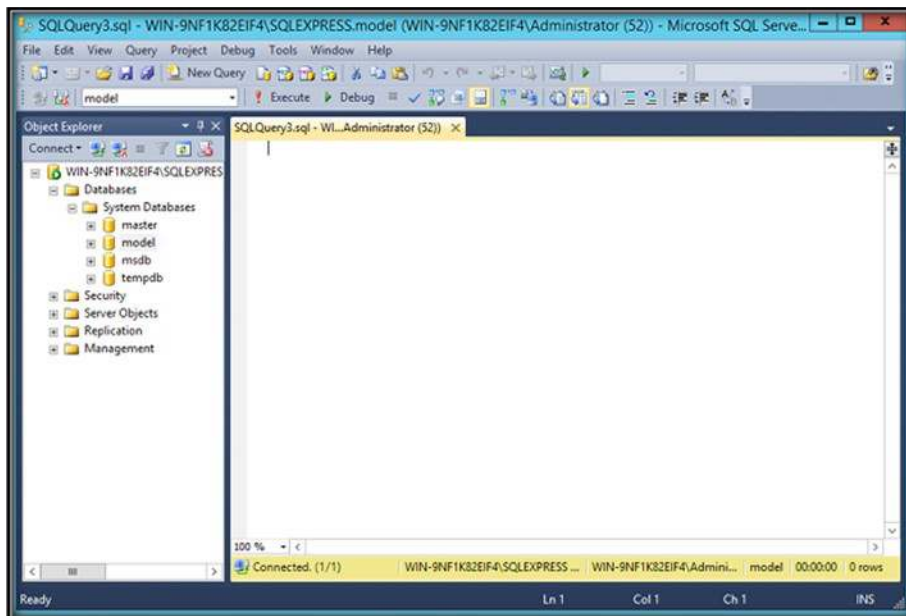 SQLQuery3.sql - WIN-9NF1K82EIF4\SQLEXPRESS.model (WIN-9NF1K82EIF4\Administrator (52)) - Microsoft SQL Serve...
File Edit View Query Project Debug Tools Window Help
New Query
model
Execute Debug
Object Explorer
SQLQuery3.sql - WI...Administrator (52))
Connect
WIN-9NF1K82EIF4\SQLEXPRES
Databases
System Databases
master
model
msdb
tempdb
Security
Server Objects
Replication
Management
100 %
Connected. (1/1) WIN-9NF1K82EIF4\SQLEXPRESS ... WIN-9NF1K82EIF4\Admini... model 00:00:00 0 rows
Ready Ln 1 Col 1 Ch 1 INS